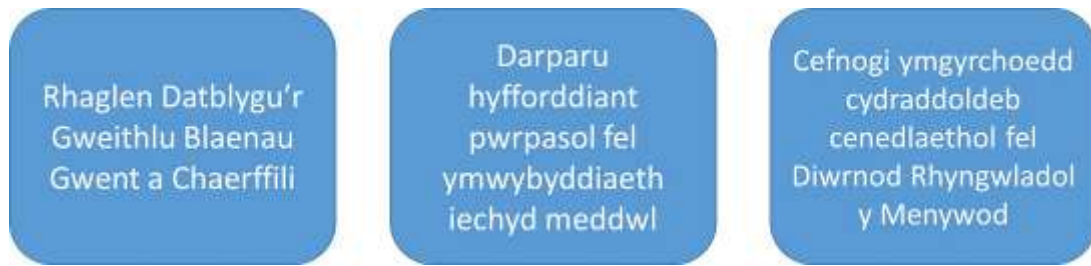 Rhaglen Datblygu'r
Gweithlu Blaenau
Gwent a Chaerffili
Darparu
hyfforddiant
pwrpasol fel
ymwybyddiaeth
iechyd meddwl
Cefnogi ymgyrchoedd
cydraddoldeb
cenedlaethol fel
Diwrnod Rhyngwladol
y Menywod